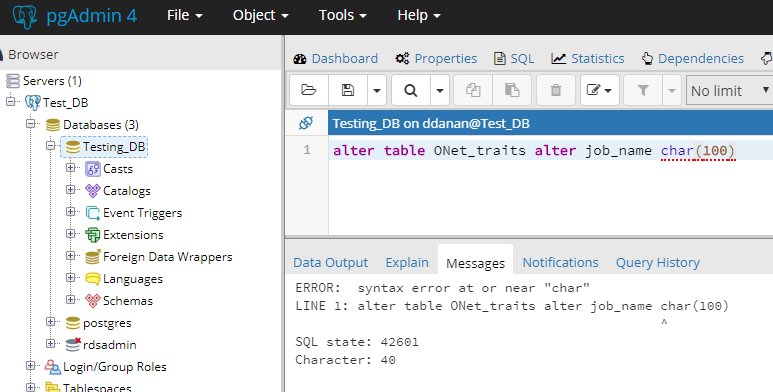 pgAdmin 4 File Object Tools Help
Browser
Dashboard Properties SQL Statistics Dependencies
Servers (1)
Test_DB
Databases (3)
Testing_DB
Casts
Catalogs
Event Triggers
Extensions
Foreign Data Wrappers
Languages
Schemas
postgres
rdsadmin
Login/Group Roles
Tablespaces
No limit
Testing_DB on ddanan@Test_DB
1 alter table ONet_traits alter job_name char(100)
Data Output Explain Messages Notifications Query History
ERROR: syntax error at or near "char"
LINE 1: alter table ONet_traits alter job_name char(100)
^
SQL state: 42601
Character: 40